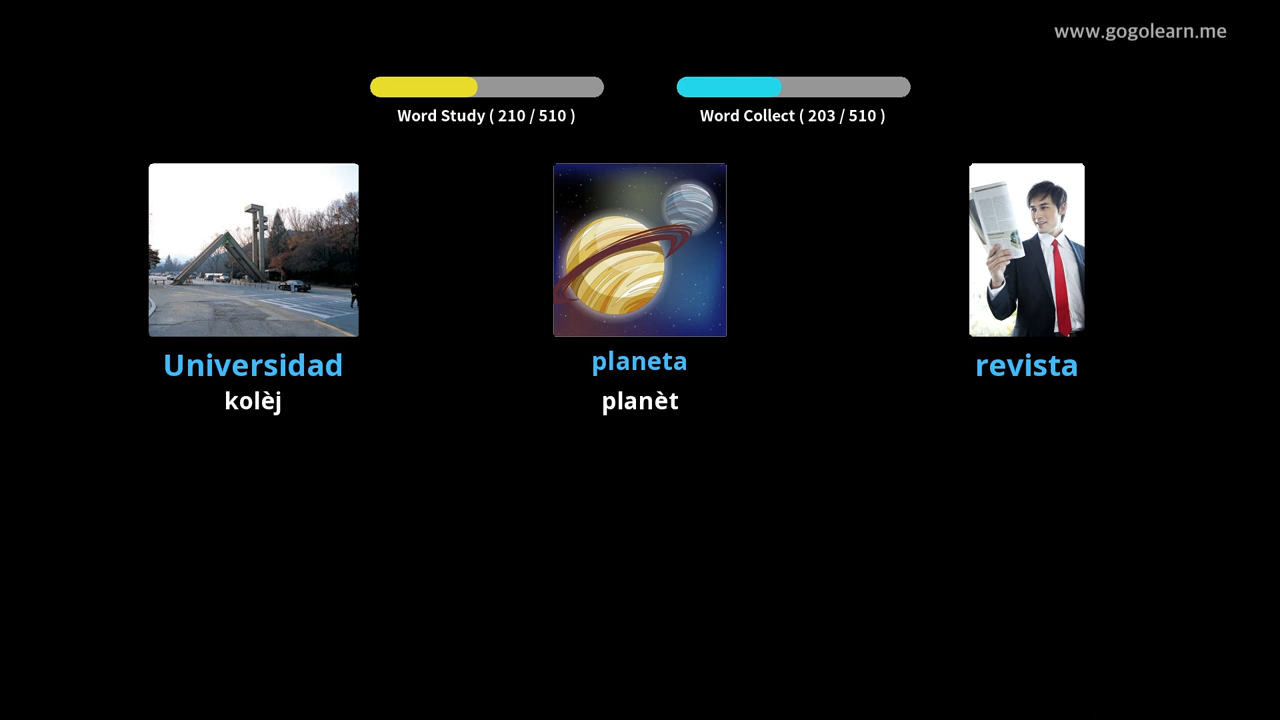 www.gogolearn.me
Word Study ( 210 / 510 )
Word Collect ( 203 / 510 )
Universidad
kolèj
planeta
planèt
revista